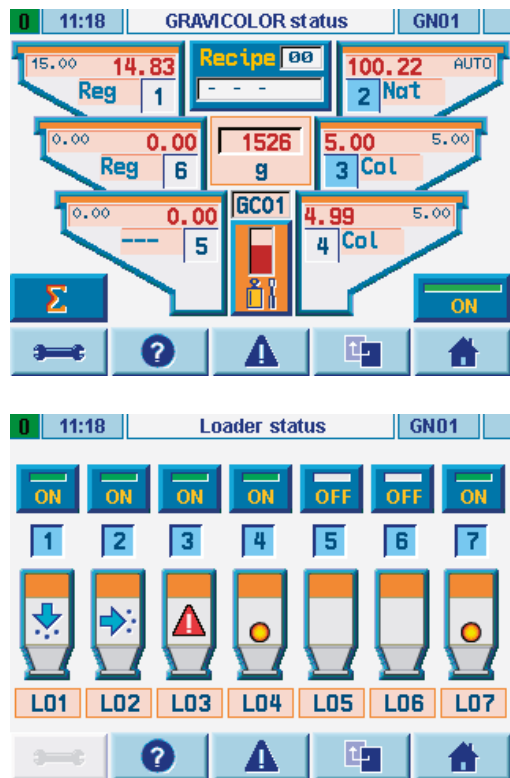 0 11:18 GRAVICOLOR status GN01
15.00 14.83 Recipe 00 100.22 AUTO
Reg 1 - - - 2 Nat
0.00 0.00 1526 5.00 5.00
Reg 6 g 3 Col
0.00 0.00 GC01 4.99 5.00
--- 5 4 Col
Σ ON
?
0 11:18 Loader status GN01
ON ON ON ON OFF OFF ON
1 2 3 4 5 6 7
L01 L02 L03 L04 L05 L06 L07
?